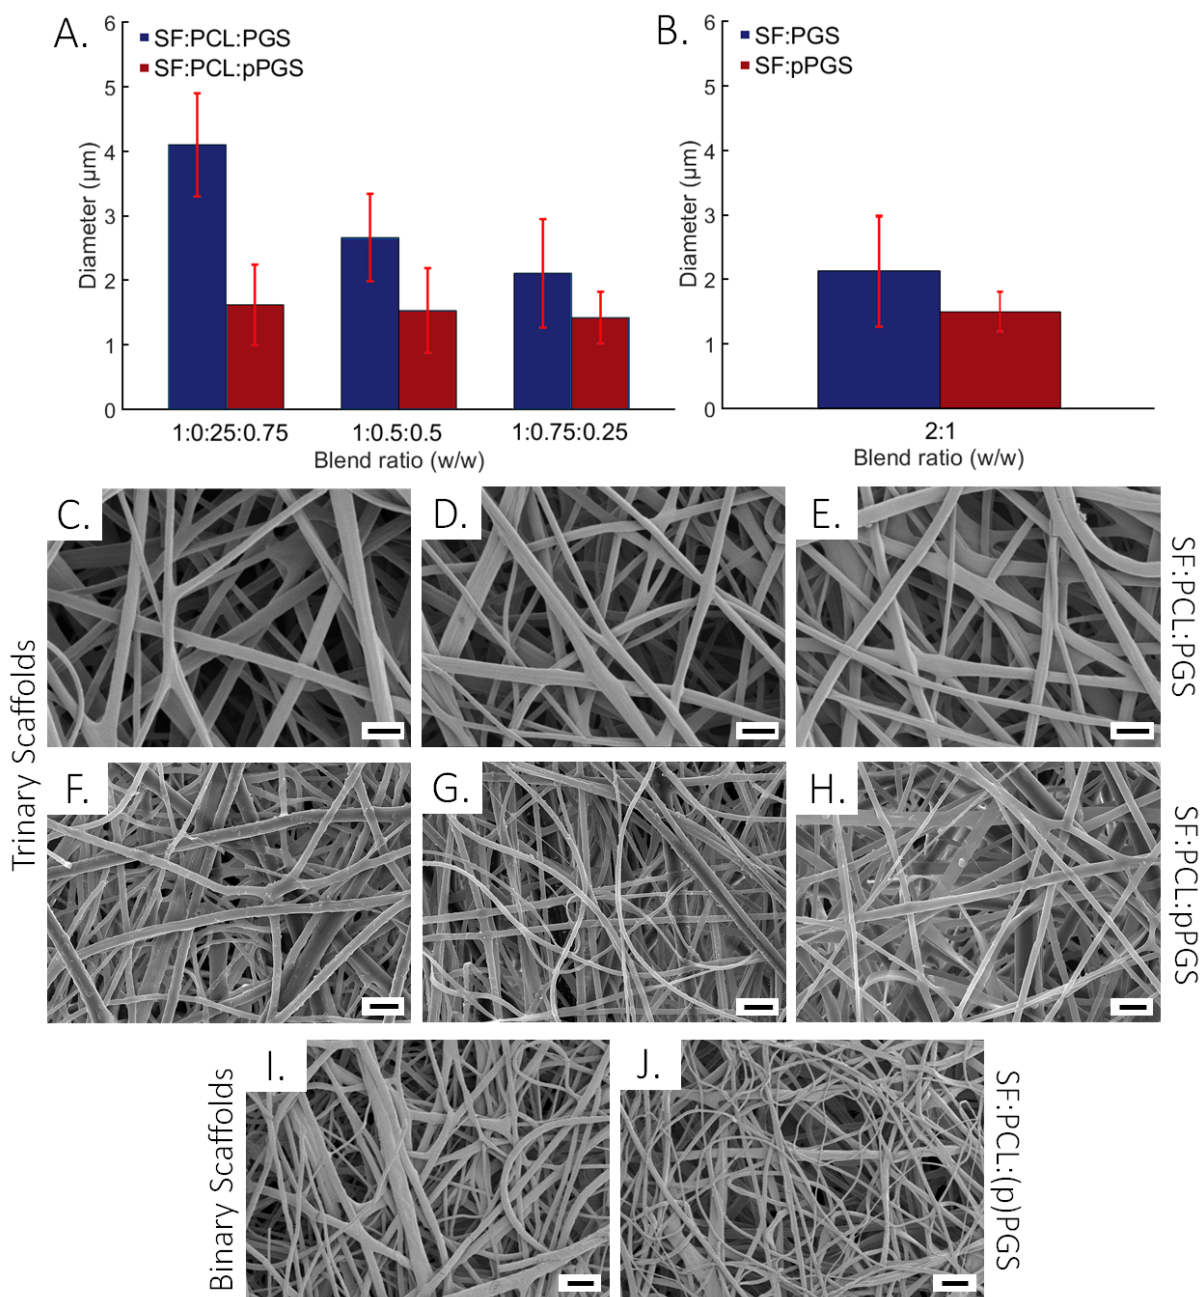 A.
SF:PCL:PGS
SF:PCL:pPGS
6
5
4
3
2
1
0
Diameter (µm)
1:0:25:0.75 1:0.5:0.5 1:0.75:0.25
Blend ratio (w/w)
B.
SF:PGS
SF:pPGS
6
5
4
3
2
1
0
Diameter (µm)
2:1
Blend ratio (w/w)
Trinary Scaffolds
C.
D.
E.
SF:PCL:PGS
F.
G.
H.
SF:PCL:pPGS
Binary Scaffolds
I.
J.
SF:PCL:(p)PGS